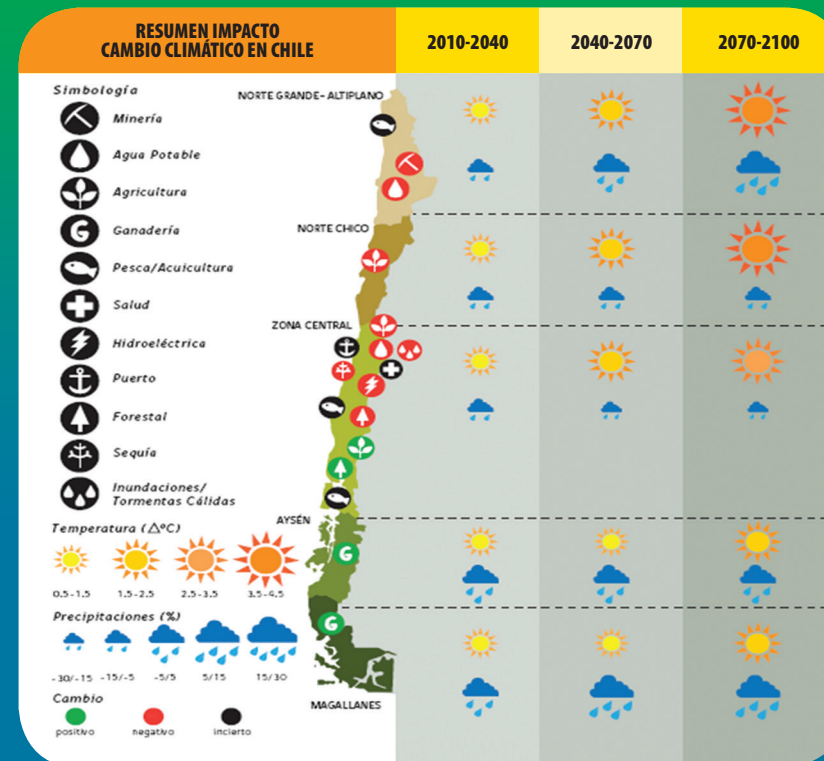 RESUMEN IMPACTO
CAMBIO CLIMÁTICO EN CHILE
2010-2040
2040-2070
2070-2100
Simbología
Minería
Agua Potable
Agricultura
Ganadería
Pesca/Acuicultura
Salud
Hidroeléctrica
Puerto
Forestal
Sequía
Inundaciones/
Tormentas Cálidas
Temperatura (△ºC)
0.5-1.5
1.5-2.5
2.5-3.5
3.5-4.5
Precipitaciones (%)
-30/-15
-15/-5
-5/5
5/15
15/30
Cambio
positivo
negativo
incierto
NORTE GRANDE- ALTIPLANO
NORTE CHICO
ZONA CENTRAL
AYSÉN
G
G
G
MAGALLANES